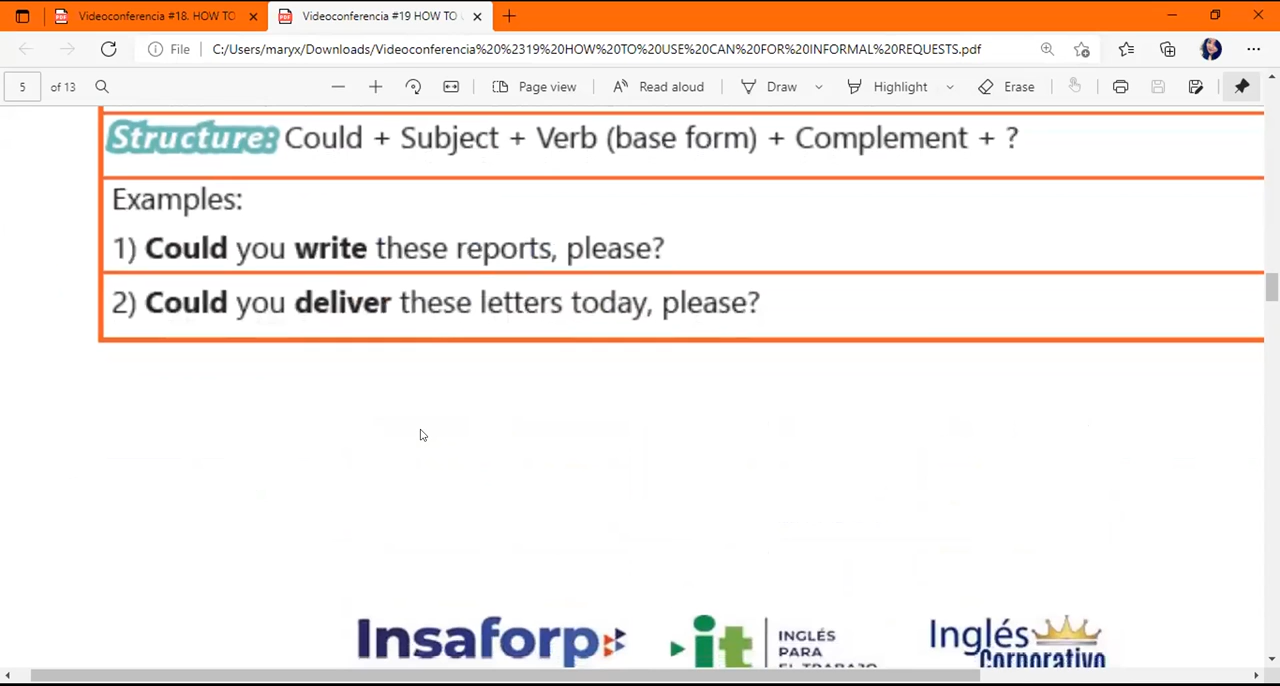 Videoconferencia #18. HOW TO
Videoconferencia #19 HOW TO
File
C:/Users/maryx/Downloads/Videoconferencia%20%2319%20HOW%20TO%20USE%20CAN%20FOR%20INFORMAL%20REQUESTS.pdf
5 of 13
Page view
Read aloud
Draw
Highlight
Erase
Structure: Could + Subject + Verb (base form) + Complement + ?
Examples:
1) Could you write these reports, please?
2) Could you deliver these letters today, please?
Insaforp
it
INGLÉS
PARA
EL TRABAJO
Inglés
Corporativo